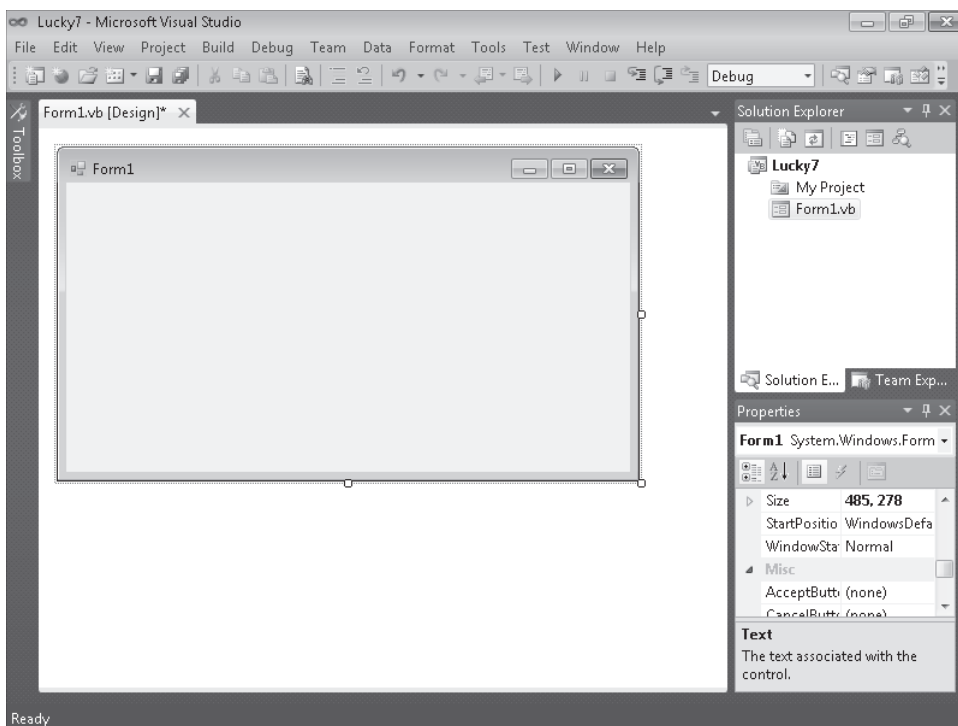 Lucky7 - Microsoft Visual Studio
File Edit View Project Build Debug Team Data Format Tools Test Window Help
Debug
Toolbox
Form1.vb [Design]*
Form1
Solution Explorer
Lucky7
My Project
Form1.vb
Solution E... Team Exp...
Properties
Form1 System.Windows.Form
Size 485, 278
StartPositio WindowsDefa
WindowSta Normal
Misc
AcceptButt (none)
CancelButt (none)
Text
The text associated with the
control.
Ready